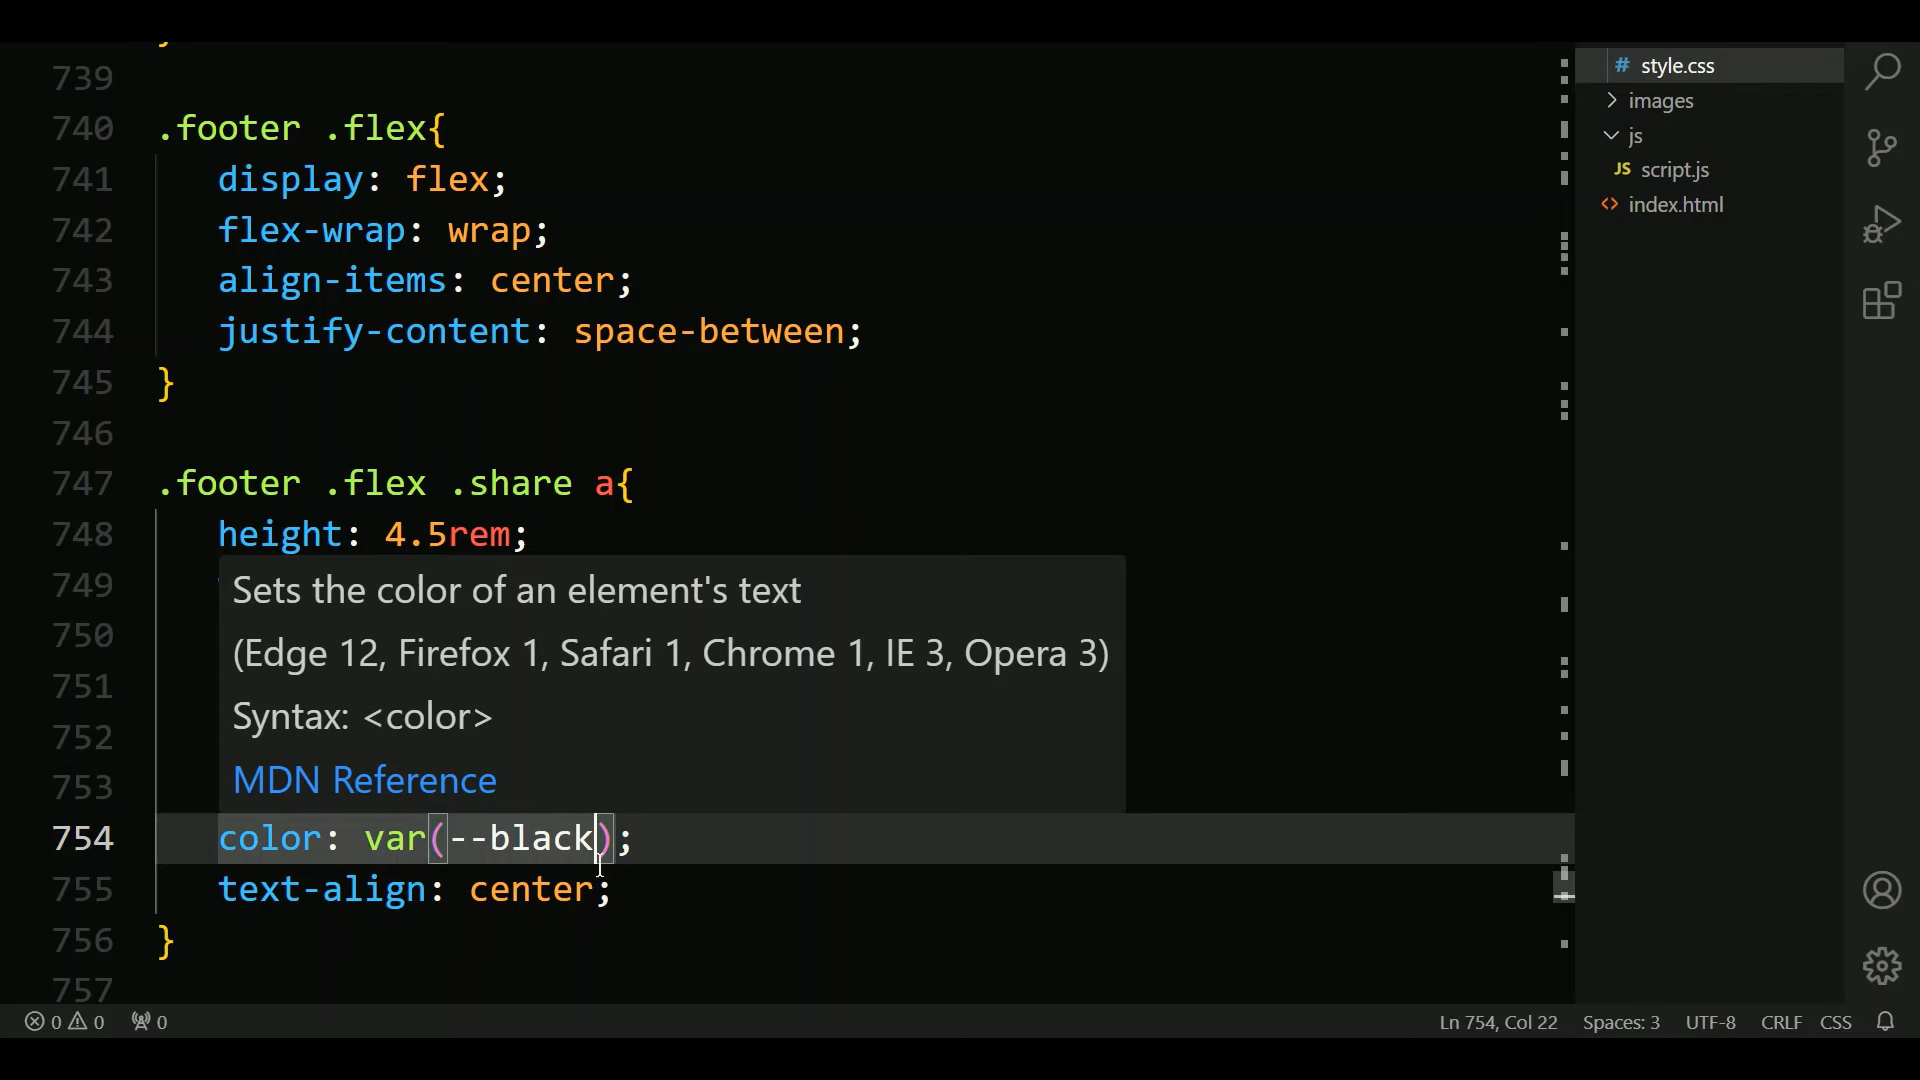 739
740 .footer .flex{
741 display: flex;
742 flex-wrap: wrap;
743 align-items: center;
744 justify-content: space-between;
745 }
746
747 .footer .flex .share a{
748 height: 4.5rem;
749
750
751
752
753
Sets the color of an element's text
(Edge 12, Firefox 1, Safari 1, Chrome 1, IE 3, Opera 3)
Syntax: <color>
MDN Reference
754 color: var(--black);
755 text-align: center;
756 }
757
# style.css
images
js
JS script.js
<> index.html
0 0 0
Ln 754, Col 22 Spaces: 3 UTF-8 CRLF CSS